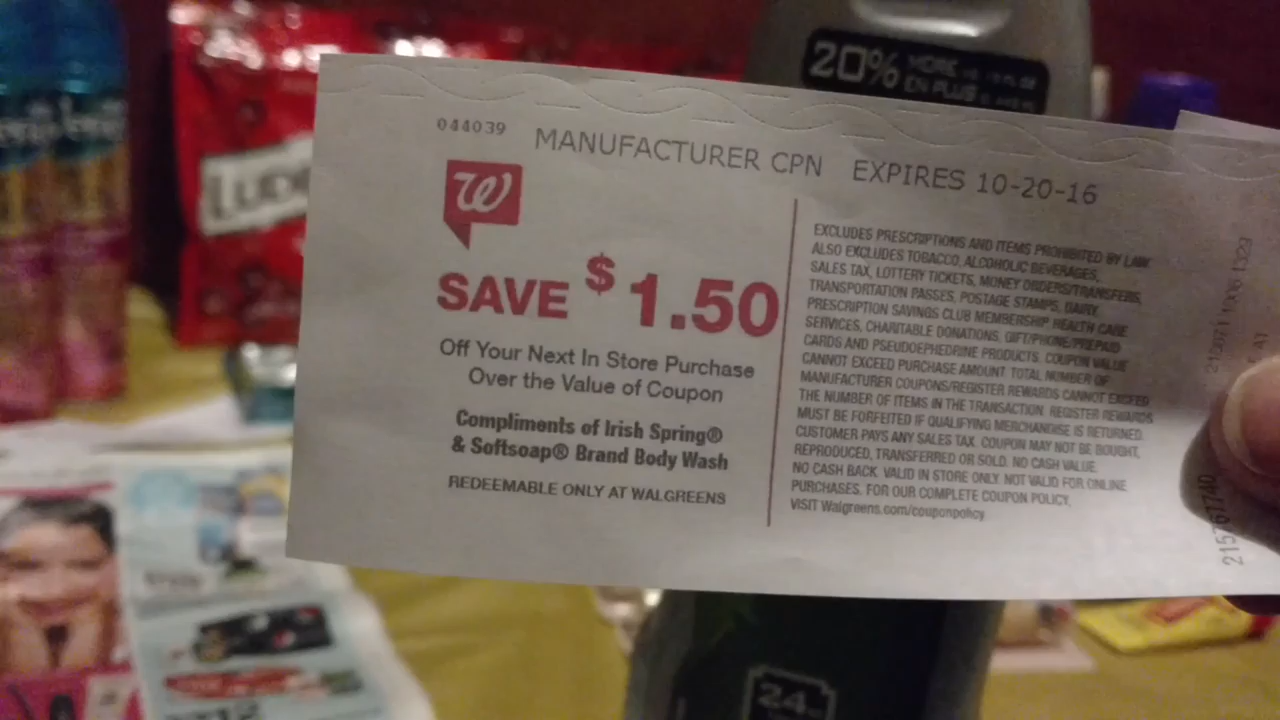 20% MORE
EN PLUS
LUDE
044039 MANUFACTURER CPN EXPIRES 10-20-16
W
SAVE $1.50
Off Your Next In Store Purchase
Over the Value of Coupon
Compliments of Irish Spring®
& Softsoap® Brand Body Wash
REDEEMABLE ONLY AT WALGREENS
EXCLUDES PRESCRIPTIONS AND ITEMS PROHIBITED BY LAW.
ALSO EXCLUDES TOBACCO, ALCOHOLIC BEVERAGES,
SALES TAX, LOTTERY TICKETS, MONEY ORDERS/TRANSFERS,
TRANSPORTATION PASSES, POSTAGE STAMPS, DAIRY,
PRESCRIPTION SAVINGS CLUB MEMBERSHIP, HEALTH CARE
SERVICES, CHARITABLE DONATIONS, GIFT/PHONE/PREPAID
CARDS AND PSEUDOEPHEDRINE PRODUCTS. COUPON VALUE
CANNOT EXCEED PURCHASE AMOUNT. TOTAL NUMBER OF
MANUFACTURER COUPONS/REGISTER REWARDS CANNOT EXCEED
THE NUMBER OF ITEMS IN THE TRANSACTION. REGISTER REWARDS
MUST BE FORFEITED IF QUALIFYING MERCHANDISE IS RETURNED.
CUSTOMER PAYS ANY SALES TAX. COUPON MAY NOT BE BOUGHT,
REPRODUCED, TRANSFERED OR SOLD. NO CASH VALUE.
NO CASH BACK. VALID IN STORE ONLY. NOT VALID FOR ONLINE
PURCHASES. FOR OUR COMPLETE COUPON POLICY,
VISIT Walgreens.com/couponpolicy
215767740
24